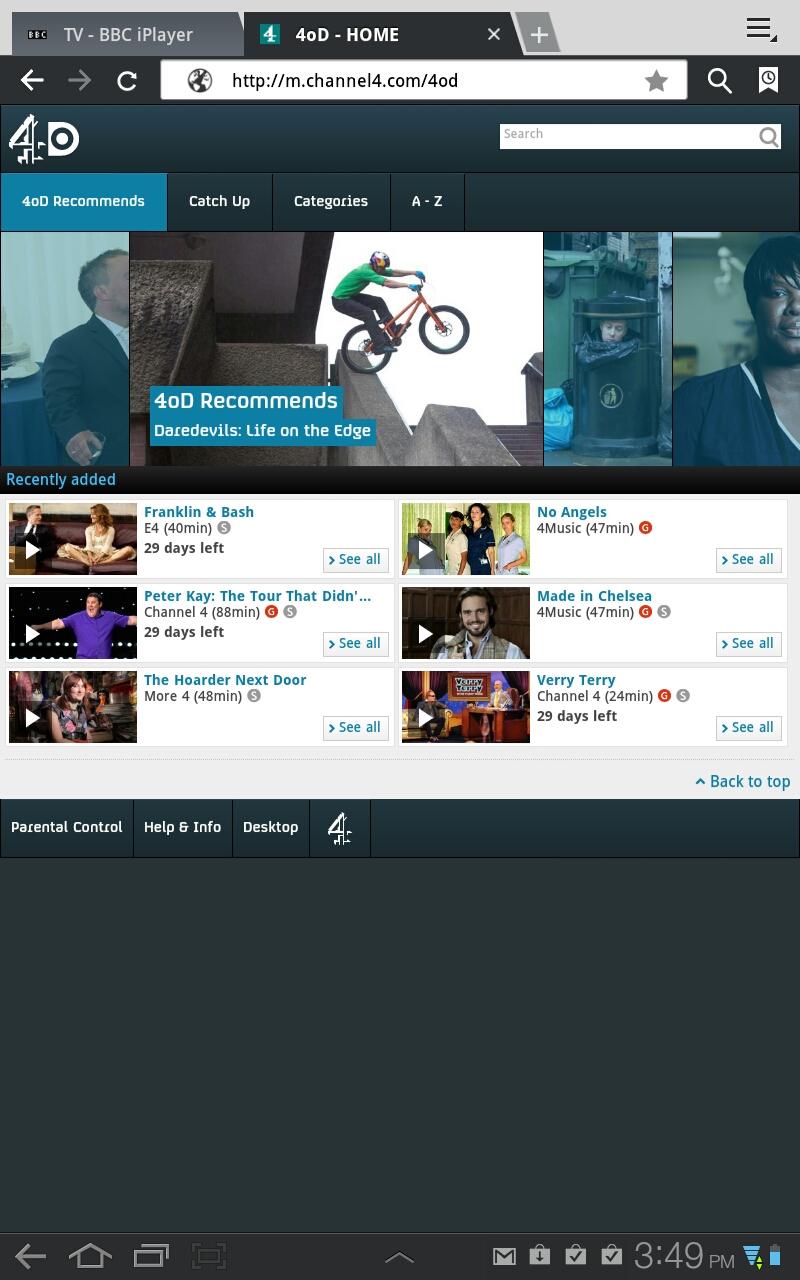 BBC TV - BBC iPlayer
4 4oD - HOME
http://m.channel4.com/4od
4oD
Search
4oD Recommends
Catch Up
Categories
A - Z
4oD Recommends
Daredevils: Life on the Edge
Recently added
Franklin & Bash
E4 (40min) S
29 days left
See all
No Angels
4Music (47min) G
See all
Peter Kay: The Tour That Didn'...
Channel 4 (88min) G S
29 days left
See all
Made in Chelsea
4Music (47min) G S
See all
The Hoarder Next Door
More 4 (48min) S
See all
VERRY TERRY
Verry Terry
Channel 4 (24min) G S
29 days left
See all
Back to top
Parental Control
Help & Info
Desktop
4
3:49 PM